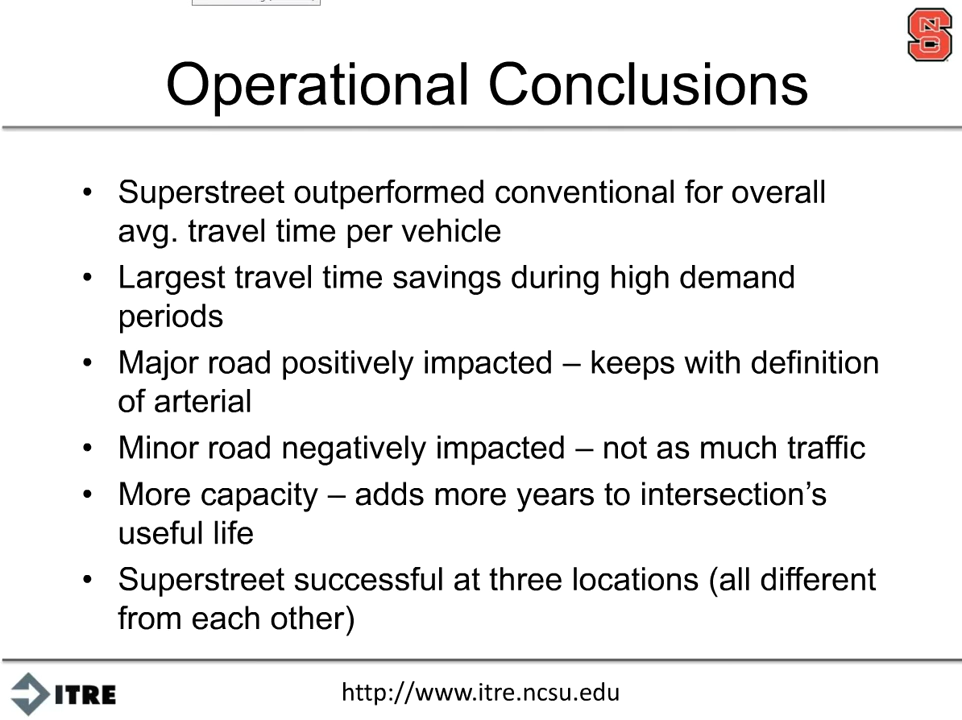 Operational Conclusions
• Superstreet outperformed conventional for overall
avg. travel time per vehicle
• Largest travel time savings during high demand
periods
• Major road positively impacted – keeps with definition
of arterial
• Minor road negatively impacted – not as much traffic
• More capacity – adds more years to intersection’s
useful life
• Superstreet successful at three locations (all different
from each other)
ITRE
http://www.itre.ncsu.edu